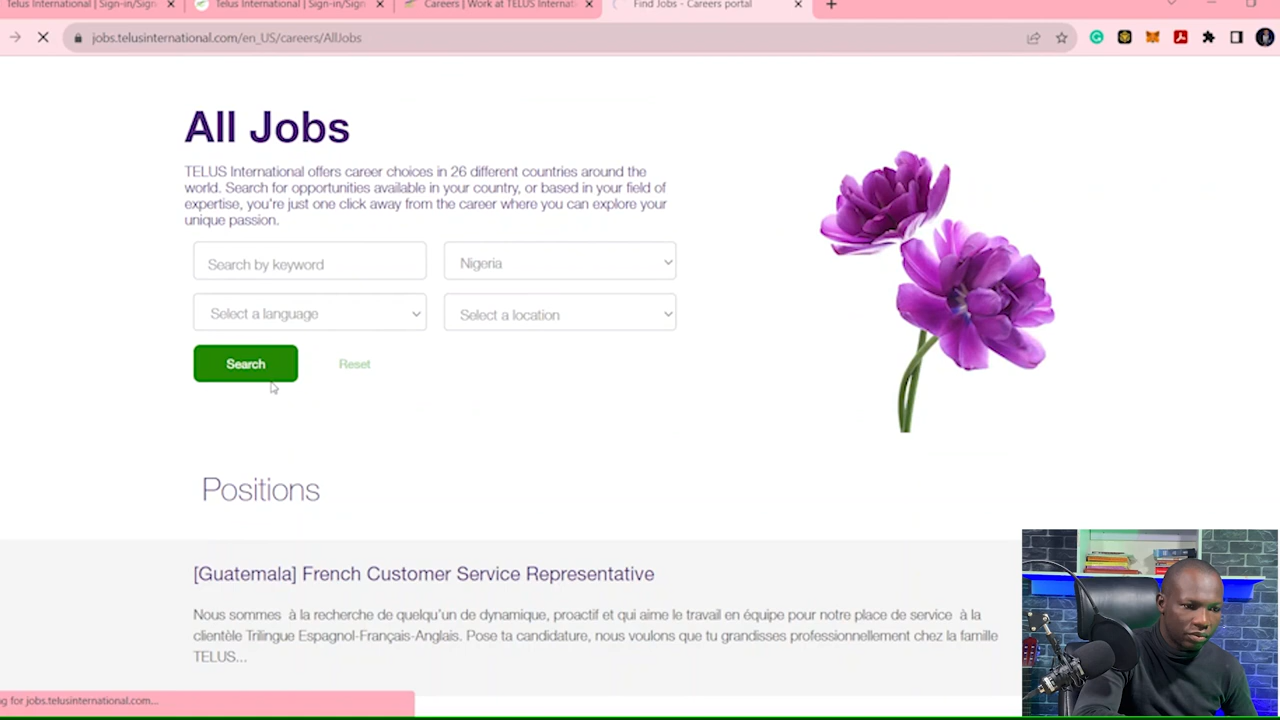 Telus International | Sign-in/Sign
Telus International | Sign-in/Sign
Careers | Work at TELUS Internat
Find Jobs - Careers portal
jobs.telusinternational.com/en_US/careers/AllJobs
All Jobs
TELUS International offers career choices in 26 different countries around the
world. Search for opportunities available in your country, or based in your field of
expertise, you're just one click away from the career where you can explore your
unique passion.
Search by keyword
Nigeria
Select a language
Select a location
Search
Reset
Positions
[Guatemala] French Customer Service Representative
Nous sommes à la recherche de quelqu'un de dynamique, proactif et qui aime le travail en équipe pour notre place de service à la
clientèle Trilingue Espagnol-Français-Anglais. Pose ta candidature, nous voulons que tu grandisses professionnellement chez la famille
TELUS...
g for jobs.telusinternational.com...